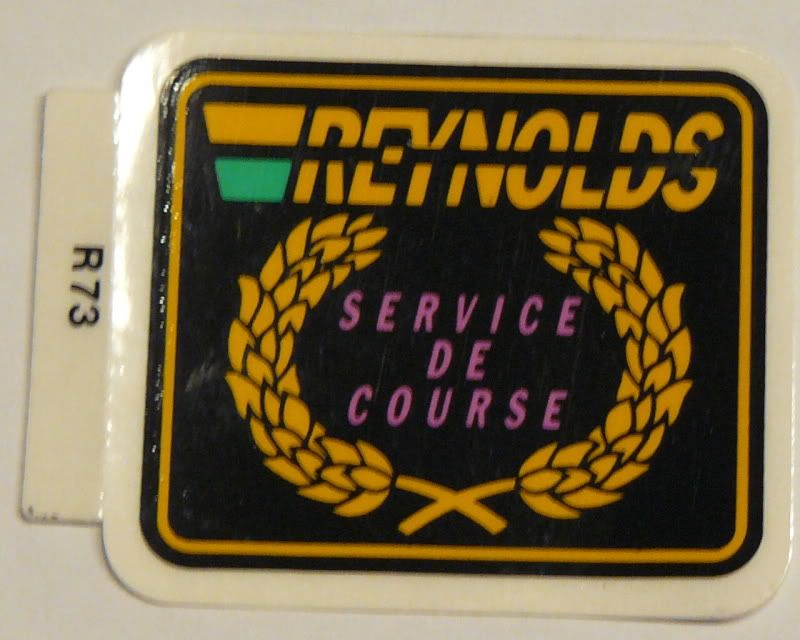 REYNOLDS
SERVICE
DE
COURSE
R73